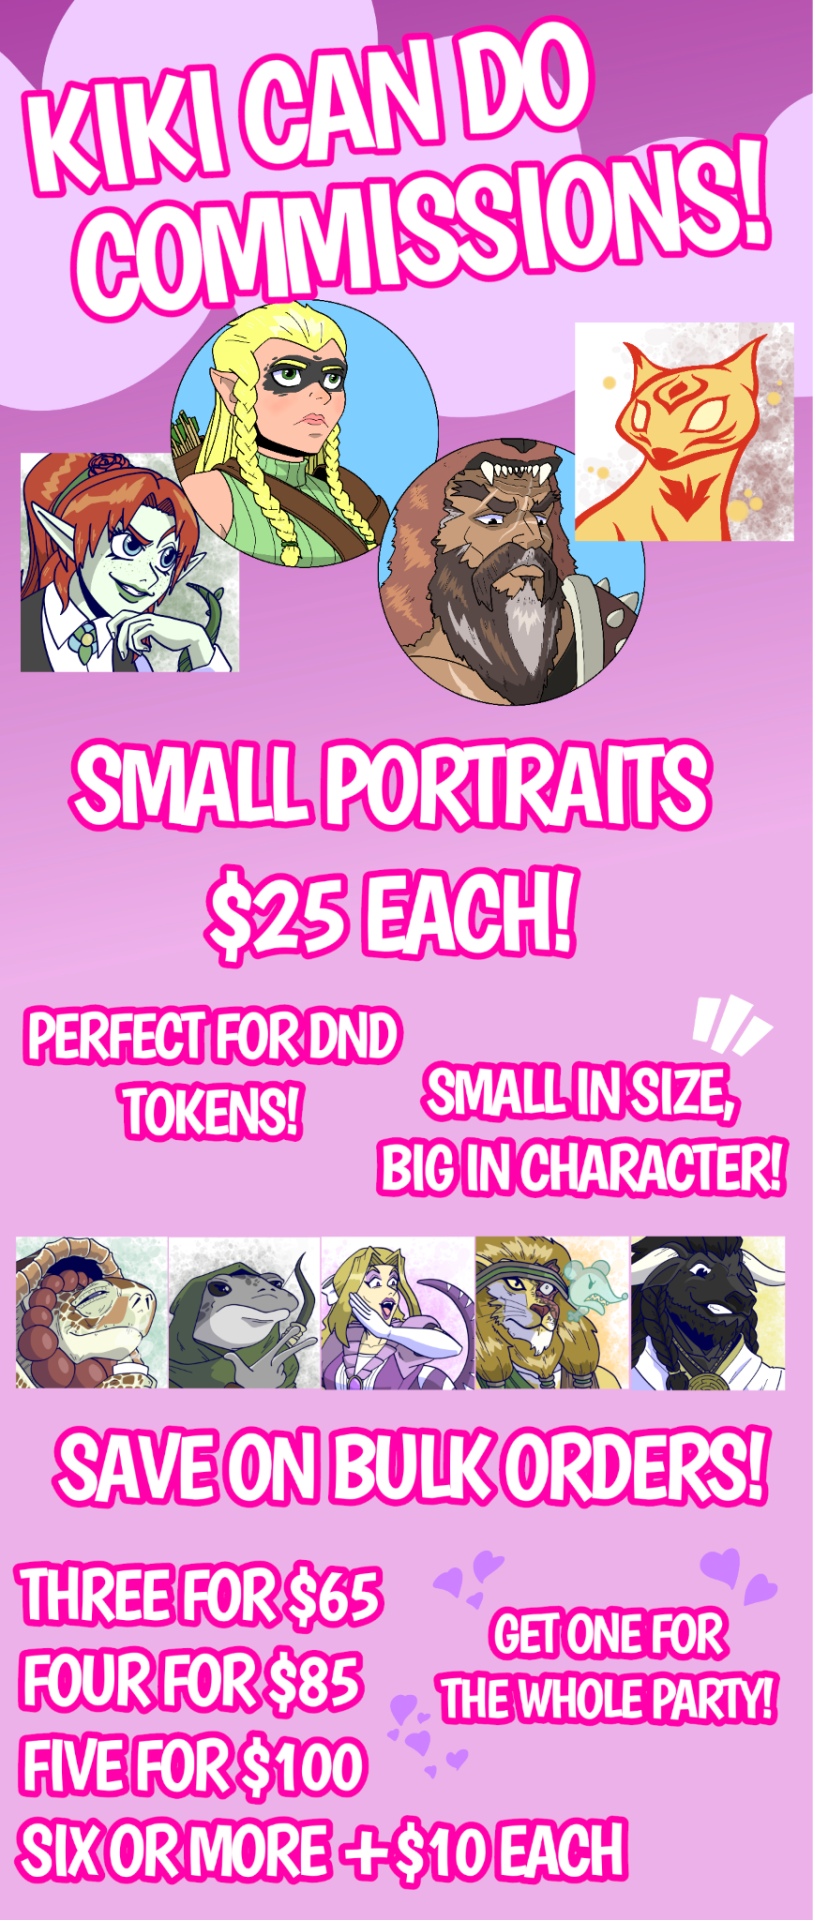 KIKI CAN DO
COMMISSIONS!
SMALL PORTRAITS
$25 EACH!
PERFECT FOR DND
TOKENS!
SMALL IN SIZE,
BIG IN CHARACTER!
SAVE ON BULK ORDERS!
THREE FOR $65
FOUR FOR $85
FIVE FOR $100
SIX OR MORE +$10 EACH
GET ONE FOR
THE WHOLE PARTY!